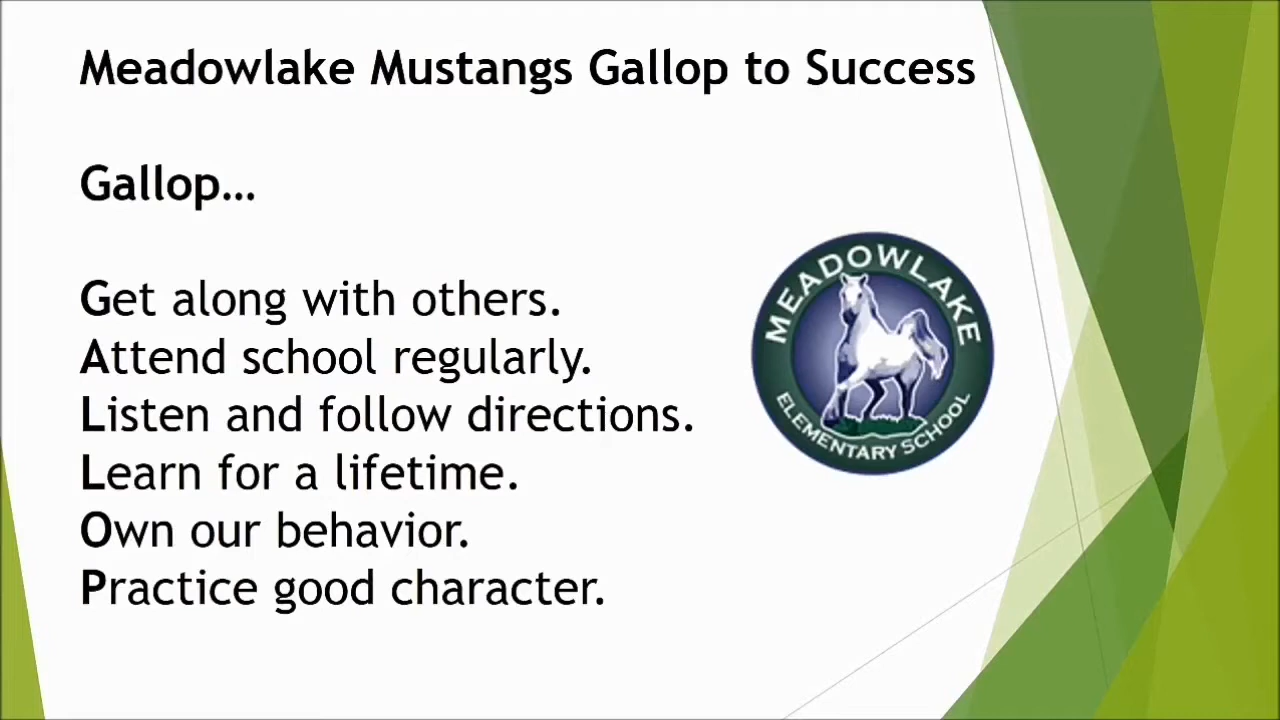 Meadowlake Mustangs Gallop to Success
Gallop…
Get along with others.
Attend school regularly.
Listen and follow directions.
Learn for a lifetime.
Own our behavior.
Practice good character.
MEADOWLAKE
ELEMENTARY SCHOOL